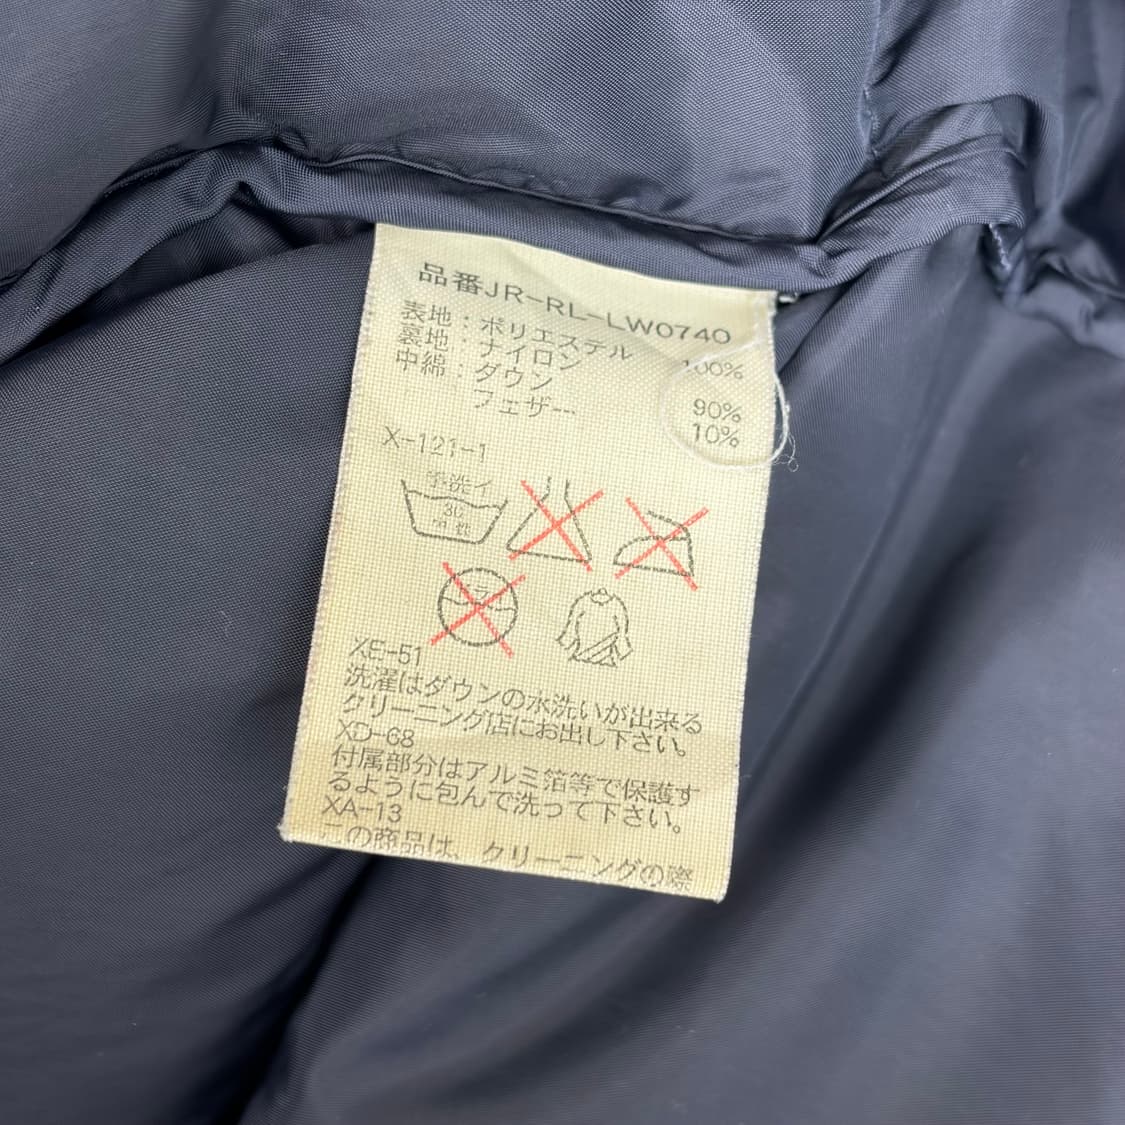 品番JR-RL-LW0740
表地：ポリエステル
裏地：ナイロン 100%
中綿：ダウン 90%
フェザー 10%
X-121-1
手洗イ
30
中性
XE-51
洗濯はダウンの水洗いが出来る
クリーニング店にお出し下さい。
XD-68
付属部分はアルミ箔等で保護す
るように包んで洗って下さい。
XA-13
この商品は、クリーニングの際